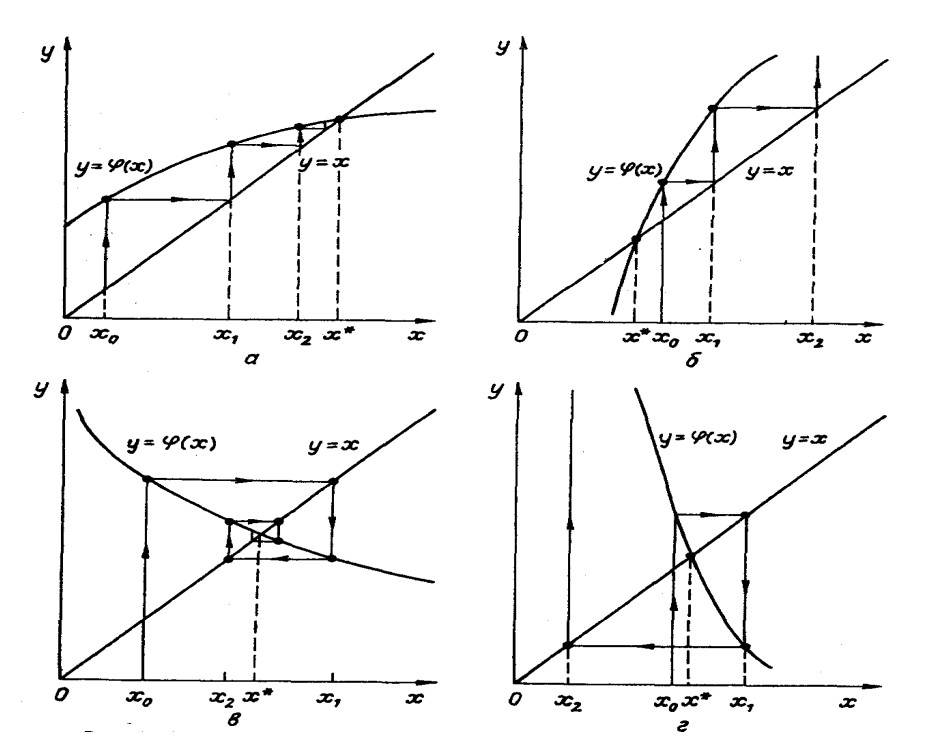 y
y = φ(x)
y = x
0 x₀ x₁ x₂ x* x
а
y
y = φ(x)
y = x
0 x* x₀ x₁ x₂ x
б
y
y = φ(x)
y = x
0 x₀ x₂ x* x₁ x
в
y
y = φ(x)
y = x
0 x₂ x₀ x* x₁ x
г